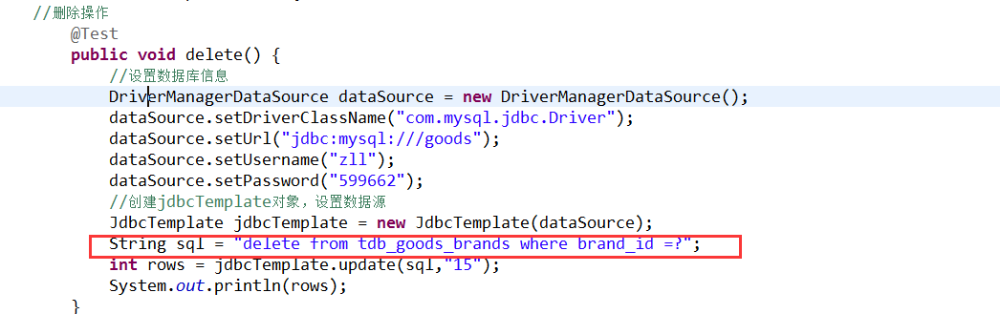 //删除操作
@Test
public void delete() {
//设置数据库信息
DriverManagerDataSource dataSource = new DriverManagerDataSource();
dataSource.setDriverClassName("com.mysql.jdbc.Driver");
dataSource.setUrl("jdbc:mysql:///goods");
dataSource.setUsername("zll");
dataSource.setPassword("599662");
//创建jdbcTemplate对象，设置数据源
JdbcTemplate jdbcTemplate = new JdbcTemplate(dataSource);
String sql = "delete from tdb_goods_brands where brand_id =?";
int rows = jdbcTemplate.update(sql,"15");
System.out.println(rows);
}